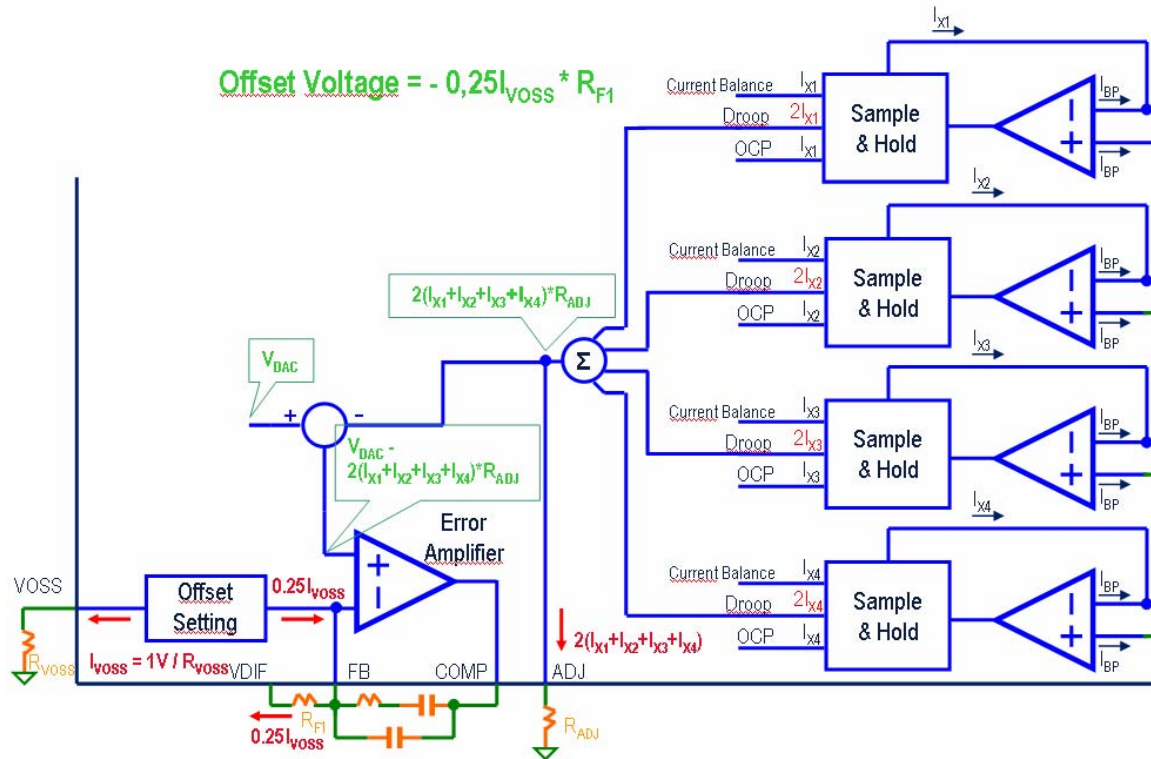 Offset Voltage = - 0,25I_VOSS * R_F1
I_X1
Current Balance I_X1
Droop 2I_X1
OCP I_X1
Sample & Hold
I_BP
I_BP
I_X2
Current Balance I_X2
Droop 2I_X2
OCP I_X2
Sample & Hold
I_BP
I_BP
I_X3
Current Balance I_X3
Droop 2I_X3
OCP I_X3
Sample & Hold
I_BP
I_BP
I_X4
Current Balance I_X4
Droop 2I_X4
OCP I_X4
Sample & Hold
I_BP
I_BP
2(I_X1+I_X2+I_X3+I_X4)*R_ADJ
Σ
V_DAC
+ -
V_DAC -
2(I_X1+I_X2+I_X3+I_X4)*R_ADJ
Error
Amplifier
VOSS
Offset
Setting
0.25I_VOSS
R_VOSS
I_VOSS = 1V / R_VOSS
2(I_X1+I_X2+I_X3+I_X4)
VDIF FB COMP ADJ
R_F1
0.25I_VOSS
R_ADJ